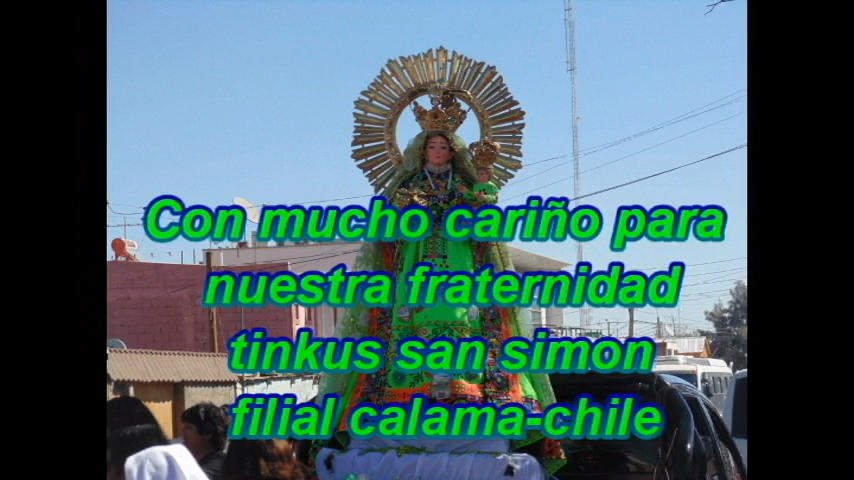 Con mucho cariño para
nuestra fraternidad
tinkus san simon
filial calama-chile